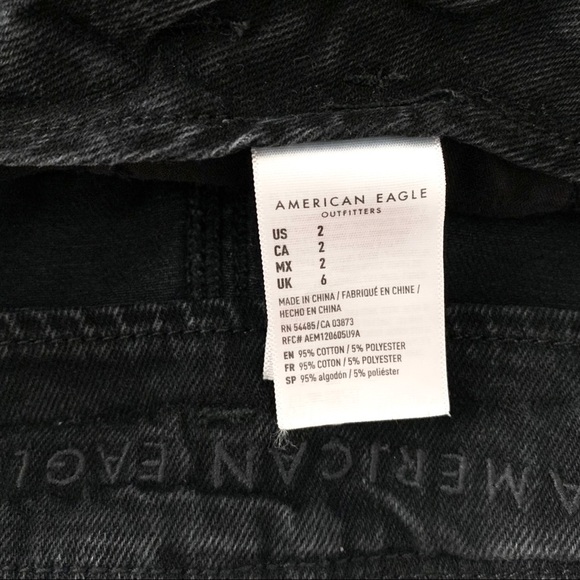 AMERICAN EAGLE
OUTFITTERS
US 2
CA 2
MX 2
UK 6
MADE IN CHINA / FABRIQUÉ EN CHINE /
HECHO EN CHINA
RN 54485/CA 03873
RFC# AEM120605U9A
EN 95% COTTON / 5% POLYESTER
FR 95% COTTON / 5% POLYESTER
SP 95% algodón / 5% poliéster
AMERICAN EAGL